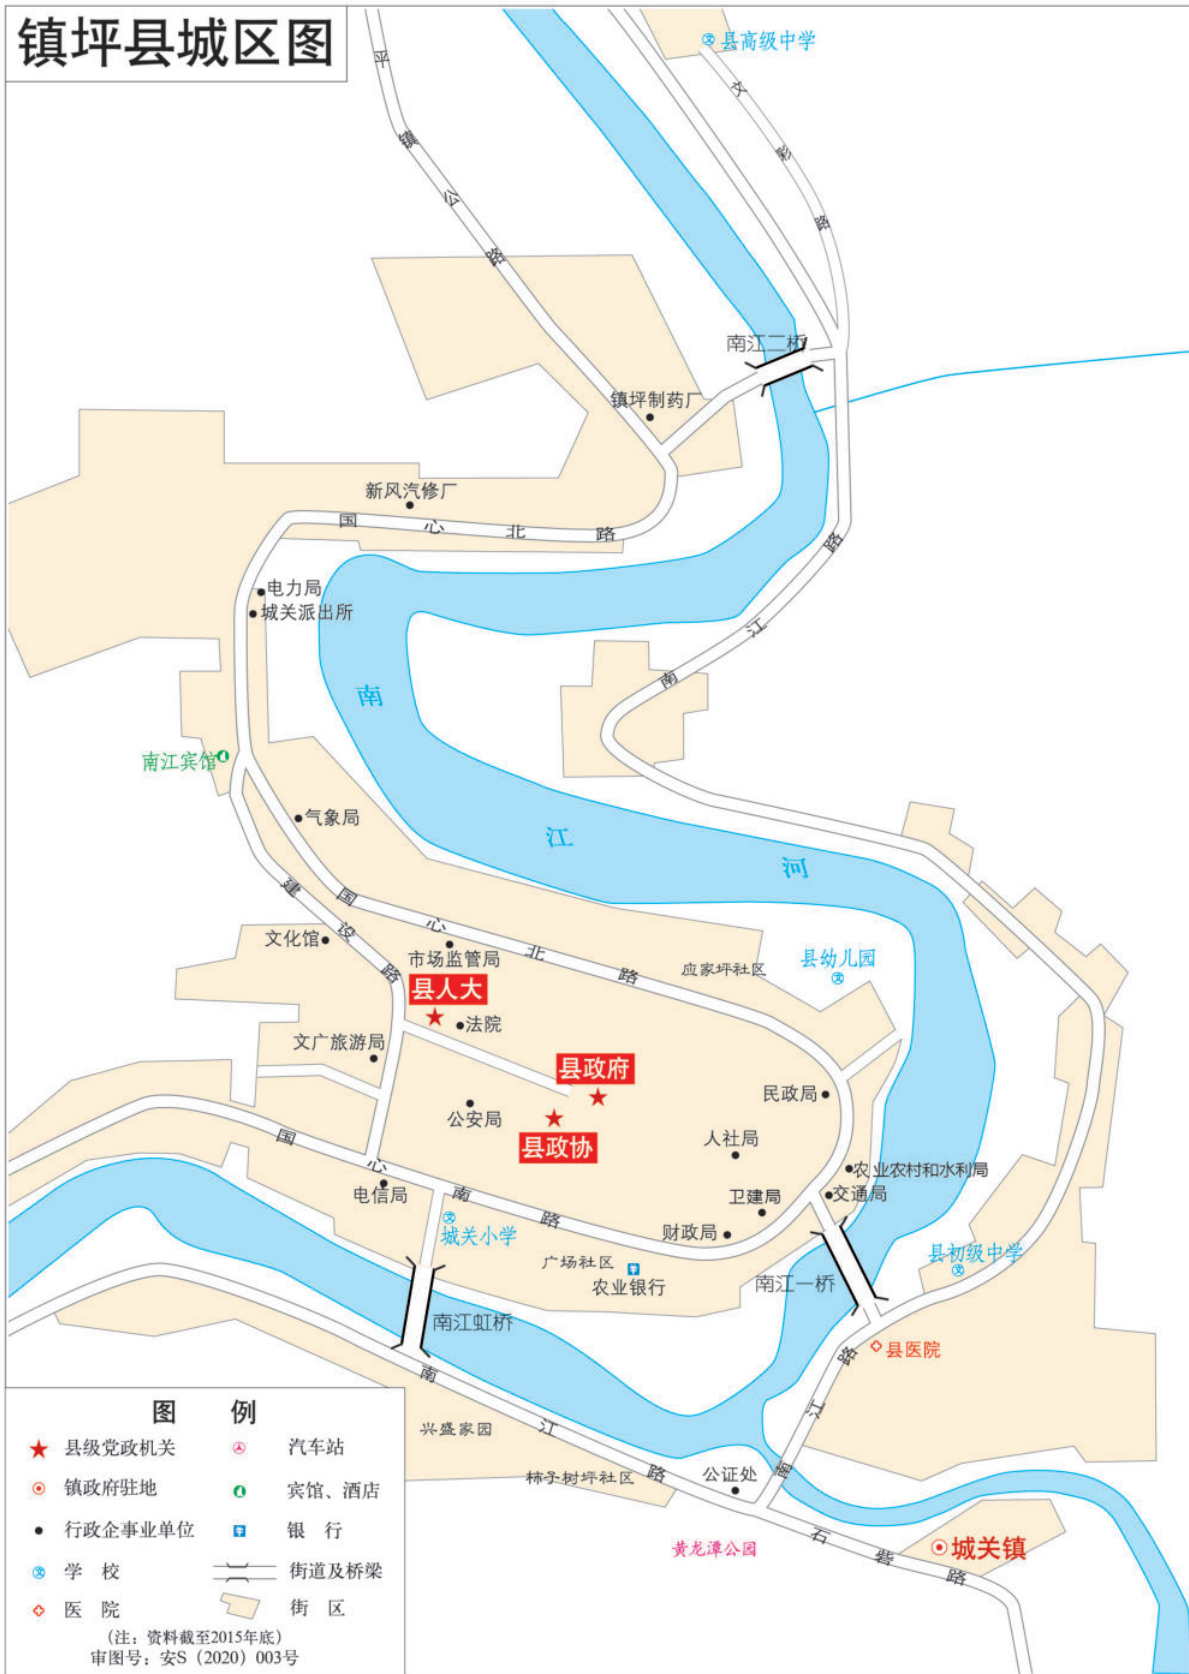 镇坪县城区图
县高级中学
平镇公路
文彩路
南江二桥
镇坪制药厂
新风汽修厂
国心北路
南江路
电力局
城关派出所
南江河
南江宾馆
气象局
建设路
国心北路
文化馆
市场监管局
应家坪社区
县幼儿园
县人大
法院
文广旅游局
县政府
民政局
公安局
县政协
人社局
国心南路
农业农村和水利局
电信局
卫建局
交通局
城关小学
财政局
广场社区
县初级中学
农业银行
南江一桥
南江虹桥
县医院
南江路
南江路
兴盛家园
柿子树坪社区
公证处
石砦路
黄龙潭公园
城关镇
图 例
县级党政机关
汽车站
镇政府驻地
宾馆、酒店
行政企事业单位
银 行
学 校
街道及桥梁
医 院
街 区
(注：资料截至2015年底)
审图号：安S（2020）003号